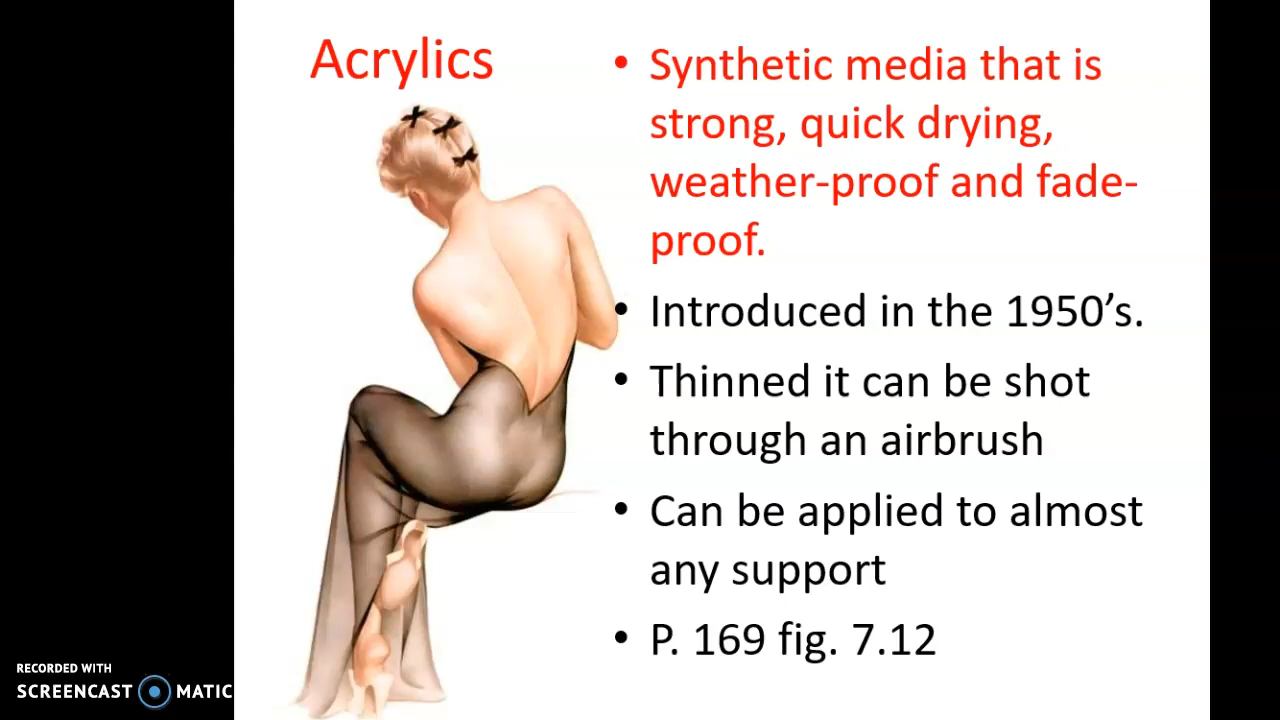 Acrylics
• Synthetic media that is
strong, quick drying,
weather-proof and fade-
proof.
• Introduced in the 1950’s.
• Thinned it can be shot
through an airbrush
• Can be applied to almost
any support
• P. 169 fig. 7.12
RECORDED WITH
SCREENCAST MATIC